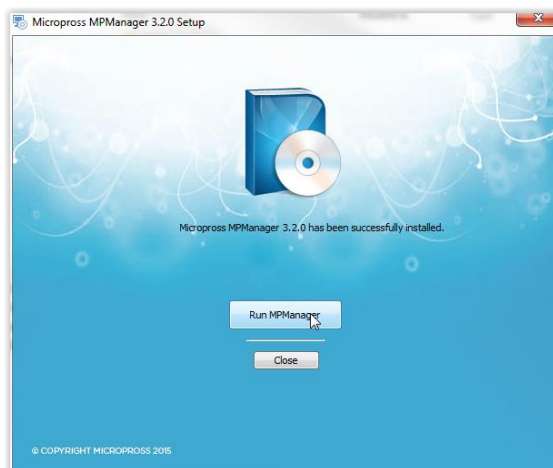 Micropross MPManager 3.2.0 Setup
Micropross MPManager 3.2.0 has been successfully installed.
Run MPManager
Close
© COPYRIGHT MICROPROSS 2015